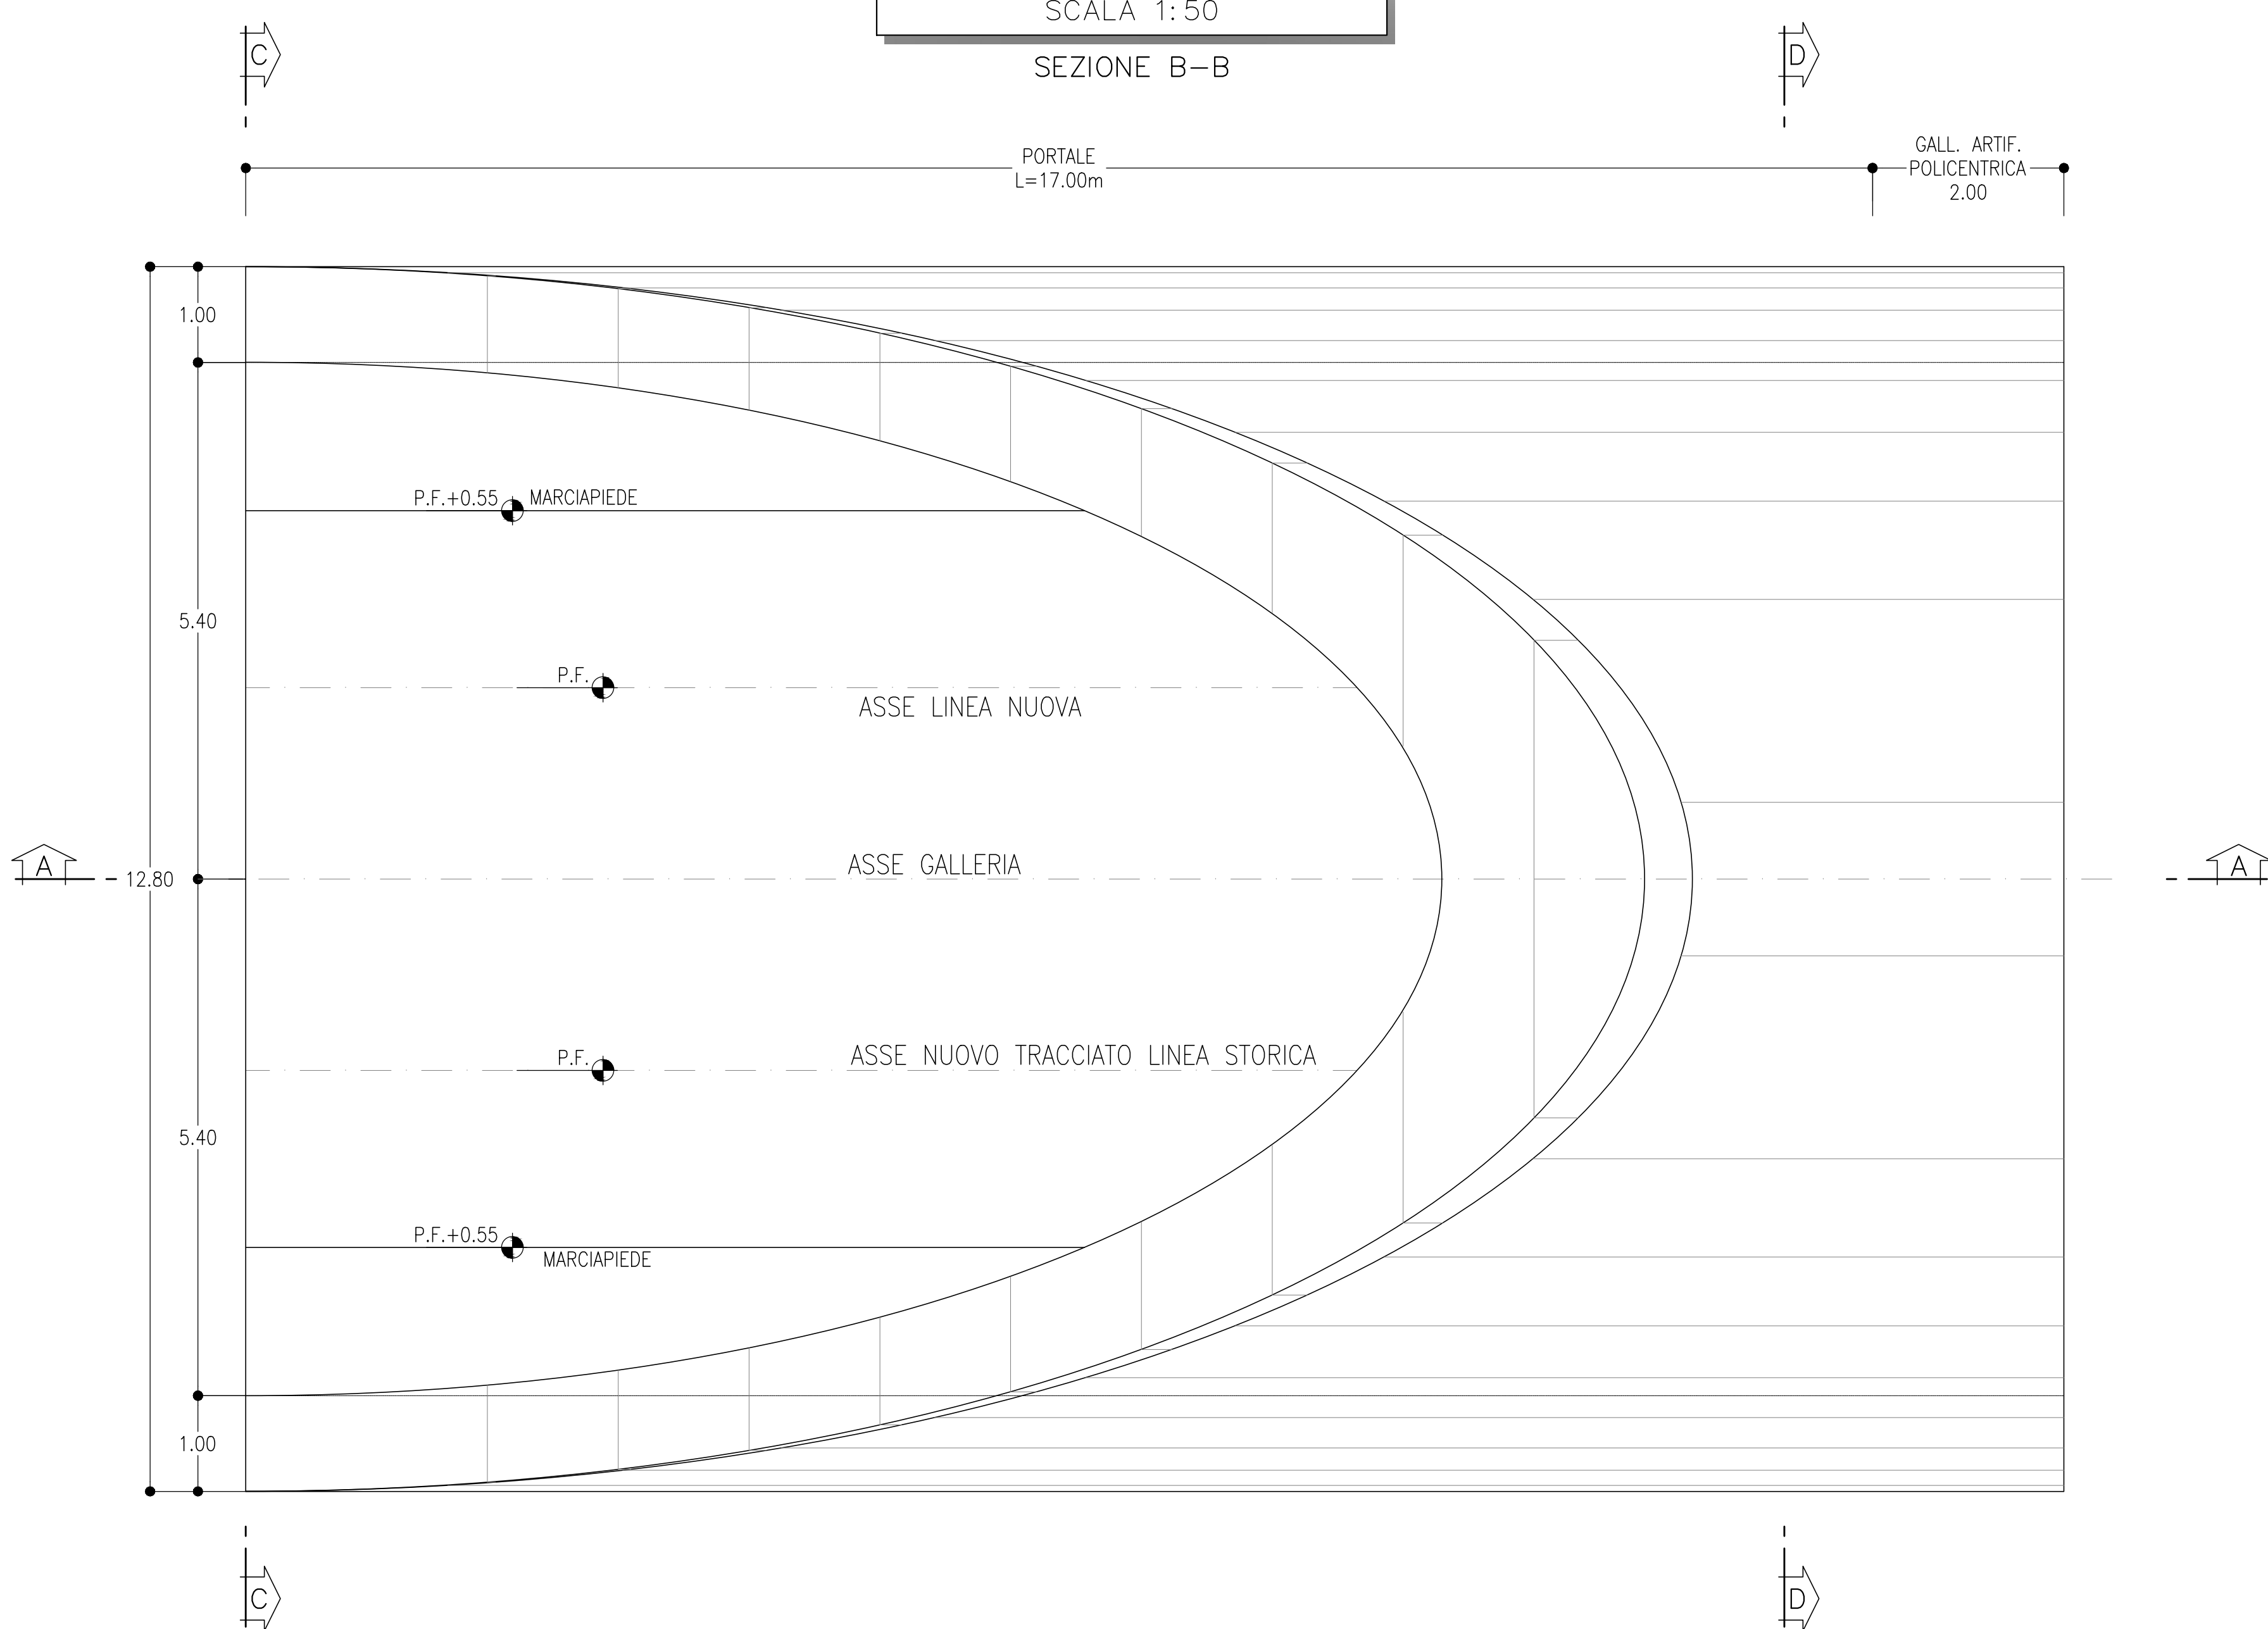 SCALA 1:50
SEZIONE B-B
C
D
PORTALE
L=17.00m
GALL. ARTIF.
POLICENTRICA
2.00
1.00
P.F.+0.55
MARCIAPIEDE
5.40
P.F.
ASSE LINEA NUOVA
A
12.80
ASSE GALLERIA
A
P.F.
ASSE NUOVO TRACCIATO LINEA STORICA
5.40
P.F.+0.55
MARCIAPIEDE
1.00
C
D